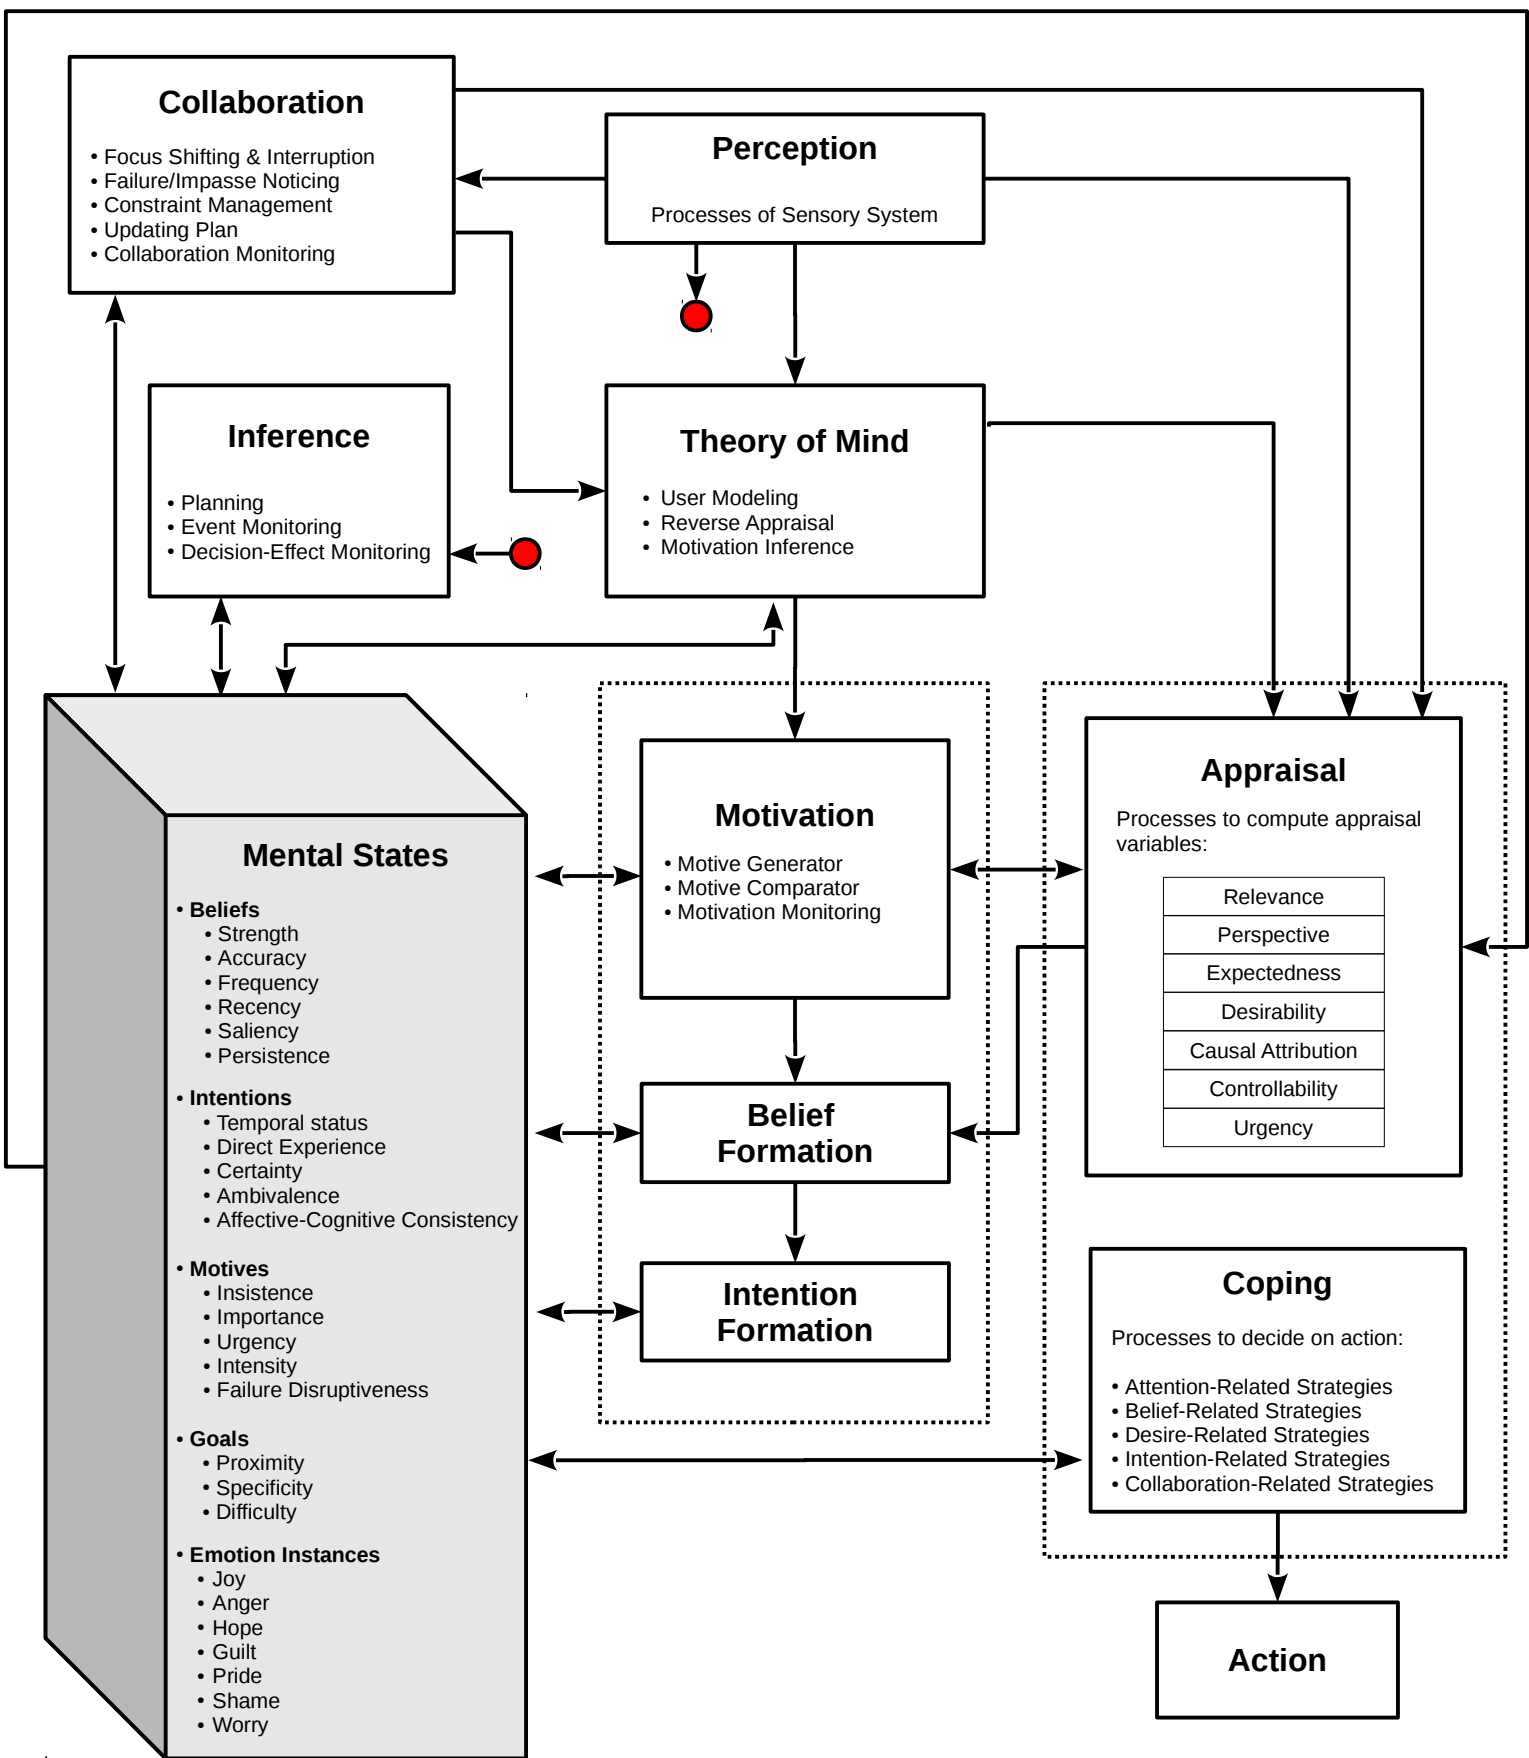 Collaboration
• Focus Shifting & Interruption
• Failure/Impasse Noticing
• Constraint Management
• Updating Plan
• Collaboration Monitoring
Perception
Processes of Sensory System
Inference
• Planning
• Event Monitoring
• Decision-Effect Monitoring
Theory of Mind
• User Modeling
• Reverse Appraisal
• Motivation Inference
Mental States
• Beliefs
• Strength
• Accuracy
• Frequency
• Recency
• Saliency
• Persistence
• Intentions
• Temporal status
• Direct Experience
• Certainty
• Ambivalence
• Affective-Cognitive Consistency
• Motives
• Insistence
• Importance
• Urgency
• Intensity
• Failure Disruptiveness
• Goals
• Proximity
• Specificity
• Difficulty
• Emotion Instances
• Joy
• Anger
• Hope
• Guilt
• Pride
• Shame
• Worry
Motivation
• Motive Generator
• Motive Comparator
• Motivation Monitoring
Belief
Formation
Intention
Formation
Appraisal
Processes to compute appraisal
variables:
Relevance
Perspective
Expectedness
Desirability
Causal Attribution
Controllability
Urgency
Coping
Processes to decide on action:
• Attention-Related Strategies
• Belief-Related Strategies
• Desire-Related Strategies
• Intention-Related Strategies
• Collaboration-Related Strategies
Action